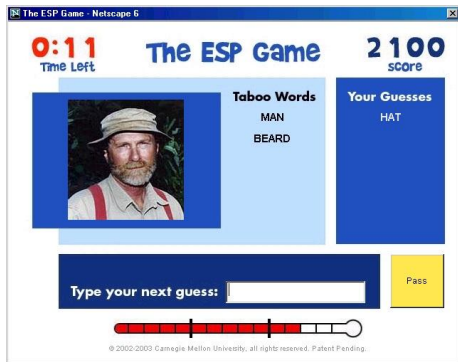 The ESP Game - Netscape 6
0:11
Time Left
The ESP Game
2100
score
Taboo Words
MAN
BEARD
Your Guesses
HAT
Type your next guess:
Pass
© 2002-2003 Carnegie Mellon University, all rights reserved. Patent Pending.